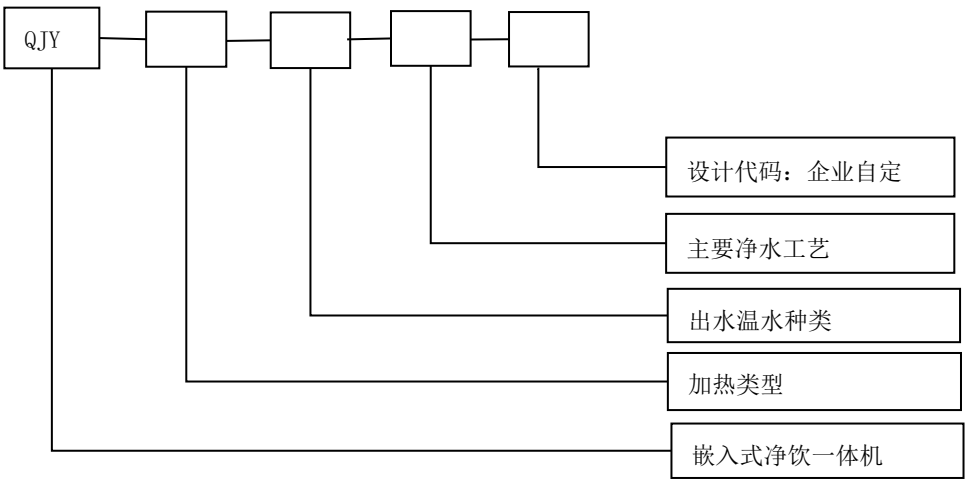 QJY
设计代码：企业自定
主要净水工艺
出水温水种类
加热类型
嵌入式净饮一体机